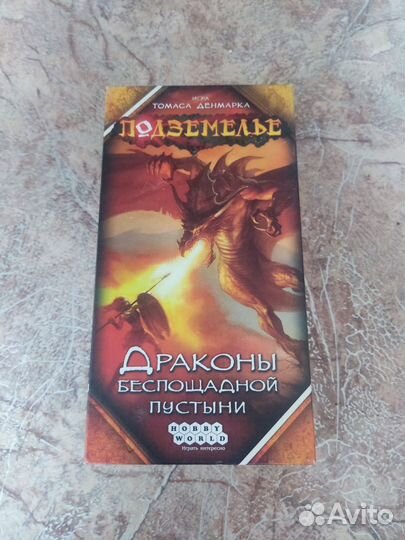 ИГРА
ТОМАСА ДЕНМАРКА
ПОДЗЕМЕЛЬЕ
ДРАКОНЫ
БЕСПОЩАДНОЙ
ПУСТЫНИ
HOBBY
WORLD
Играть интересно
Avito